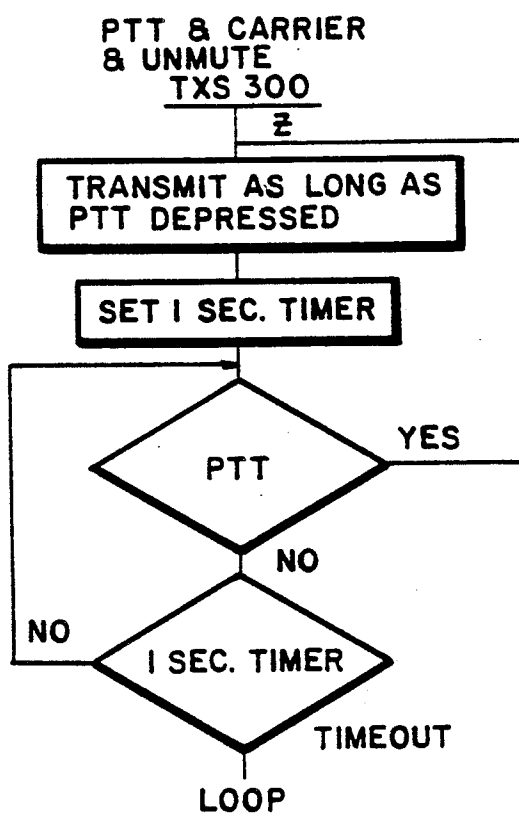 PTT & CARRIER
& UNMUTE
TXS 300
Z
TRANSMIT AS LONG AS
PTT DEPRESSED
SET 1 SEC. TIMER
PTT
YES
NO
NO
1 SEC. TIMER
TIMEOUT
LOOP